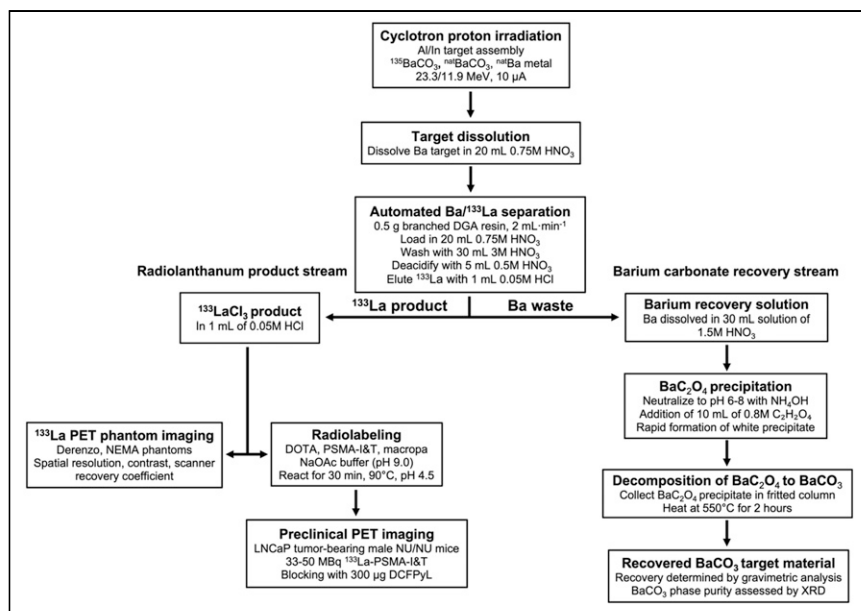 Cyclotron proton irradiation
Al/In target assembly
¹³⁵BaCO₃, ⁿᵃᵗBaCO₃, ⁿᵃᵗBa metal
23.3/11.9 MeV, 10 µA
Target dissolution
Dissolve Ba target in 20 mL 0.75M HNO₃
Automated Ba/¹³³La separation
0.5 g branched DGA resin, 2 mL·min⁻¹
Load in 20 mL 0.75M HNO₃
Wash with 30 mL 3M HNO₃
Deacidify with 5 mL 0.5M HNO₃
Elute ¹³³La with 1 mL 0.05M HCl
Radiolanthanum product stream
Barium carbonate recovery stream
¹³³La product
Ba waste
¹³³LaCl₃ product
In 1 mL of 0.05M HCl
Barium recovery solution
Ba dissolved in 30 mL solution of
1.5M HNO₃
BaC₂O₄ precipitation
Neutralize to pH 6-8 with NH₄OH
Addition of 10 mL of 0.8M C₂H₂O₄
Rapid formation of white precipitate
¹³³La PET phantom imaging
Derenzo, NEMA phantoms
Spatial resolution, contrast, scanner
recovery coefficient
Radiolabeling
DOTA, PSMA-I&T, macropa
NaOAc buffer (pH 9.0)
React for 30 min, 90°C, pH 4.5
Decomposition of BaC₂O₄ to BaCO₃
Collect BaC₂O₄ precipitate in fritted column
Heat at 550°C for 2 hours
Preclinical PET imaging
LNCaP tumor-bearing male NU/NU mice
33-50 MBq ¹³³La-PSMA-I&T
Blocking with 300 µg DCFPyL
Recovered BaCO₃ target material
Recovery determined by gravimetric analysis
BaCO₃ phase purity assessed by XRD